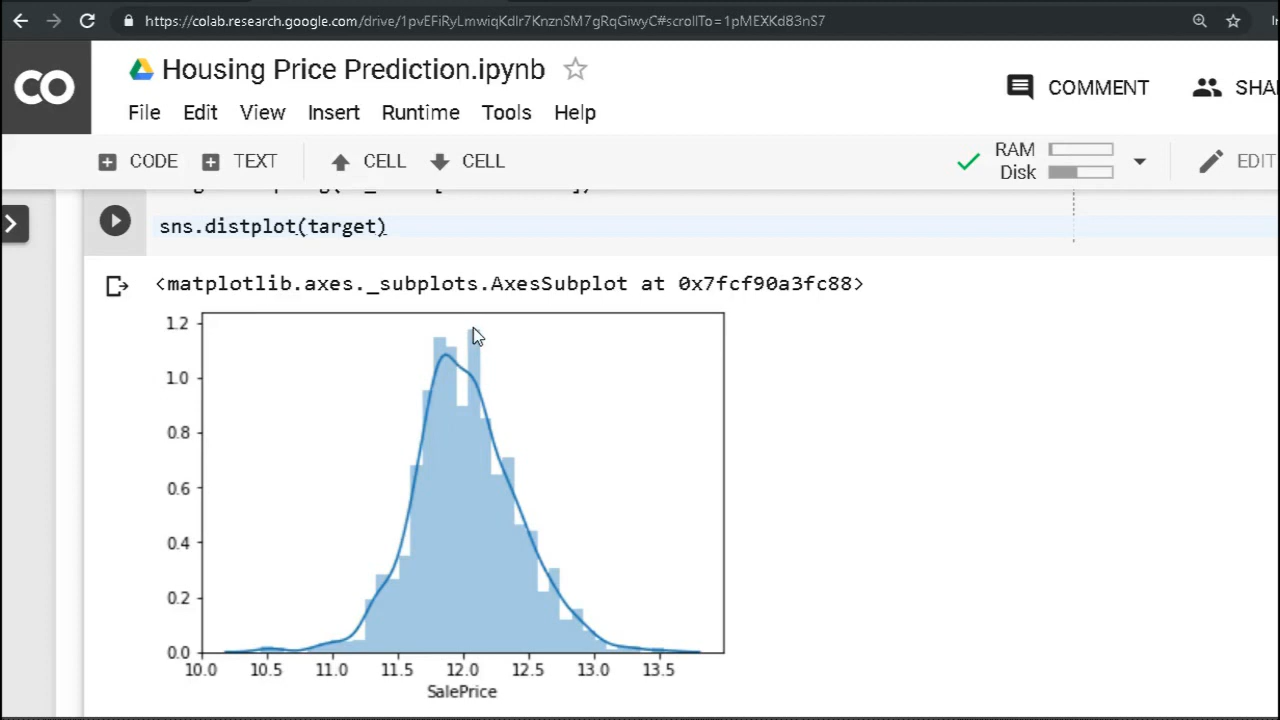 https://colab.research.google.com/drive/1pvEFiRyLmwiqKdlr7KnznSM7gRqGiwyC#scrollTo=1pMEXKd83nS7
CO
Housing Price Prediction.ipynb
COMMENT
SHA
File Edit View Insert Runtime Tools Help
CODE TEXT CELL CELL
RAM
Disk
EDIT
sns.distplot(target)
<matplotlib.axes._subplots.AxesSubplot at 0x7fcf90a3fc88>
1.2
1.0
0.8
0.6
0.4
0.2
0.0
10.0 10.5 11.0 11.5 12.0 12.5 13.0 13.5
SalePrice